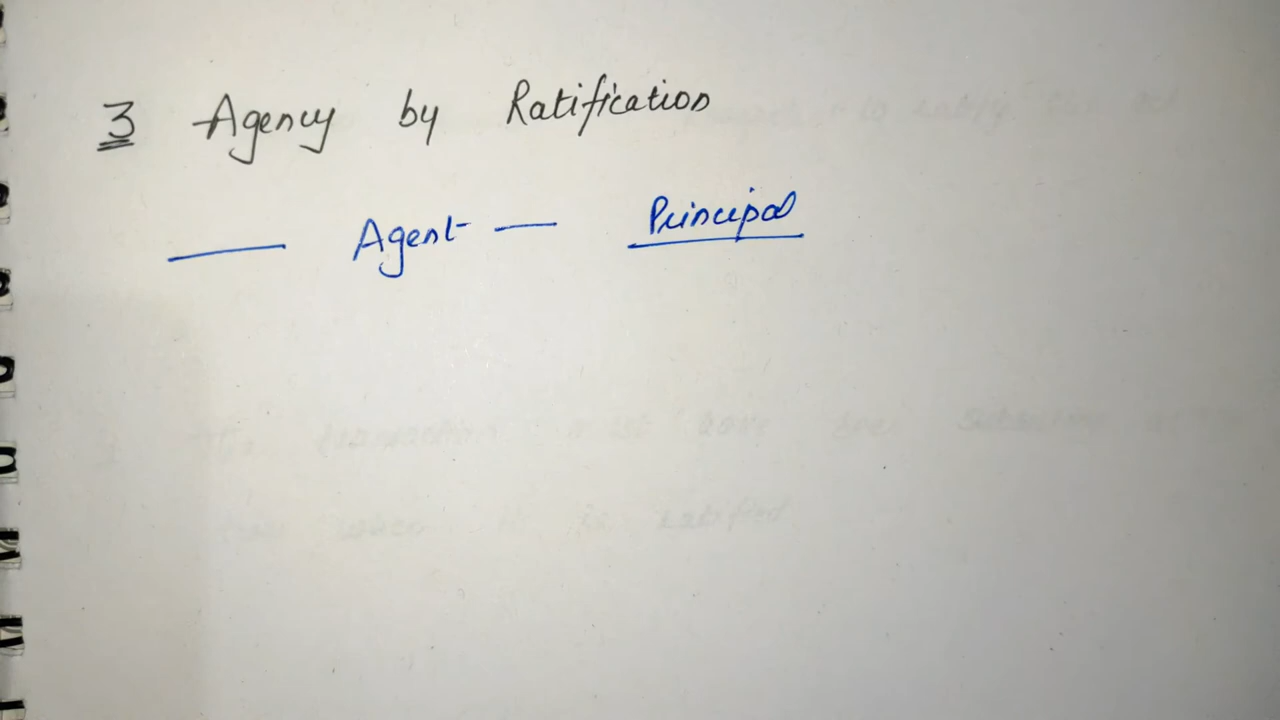 3 Agency by Ratification
— Agent — Principal